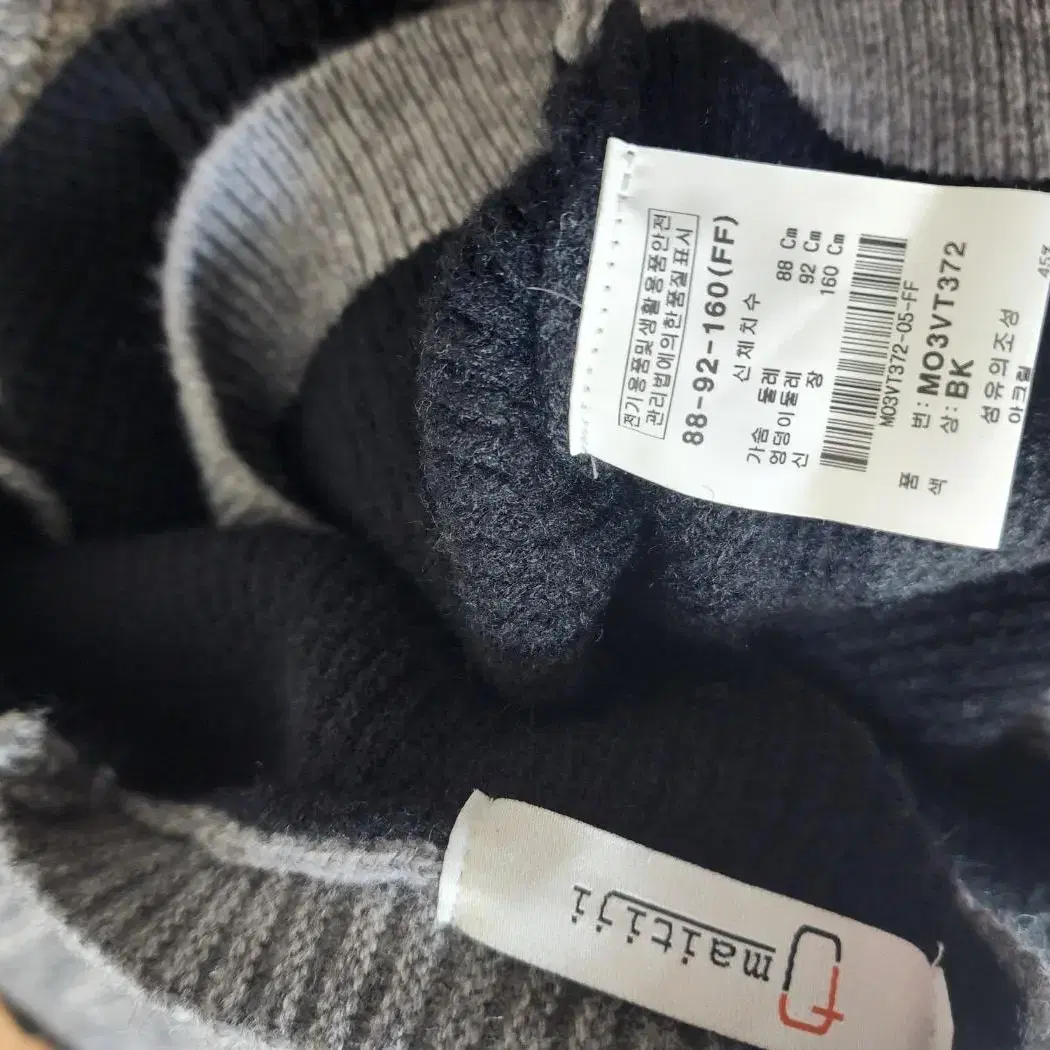 전기용품및생활용품안전
관리법에의한품질표시
88-92-160(FF)
신체치수
가슴 둘레 88 Cm
엉덩이둘레 92 Cm
신 장 160 Cm
MO3VT372-05-FF
품 번: MO3VT372
색 상: BK
섬유의조성
아크릴 45%
maitiji